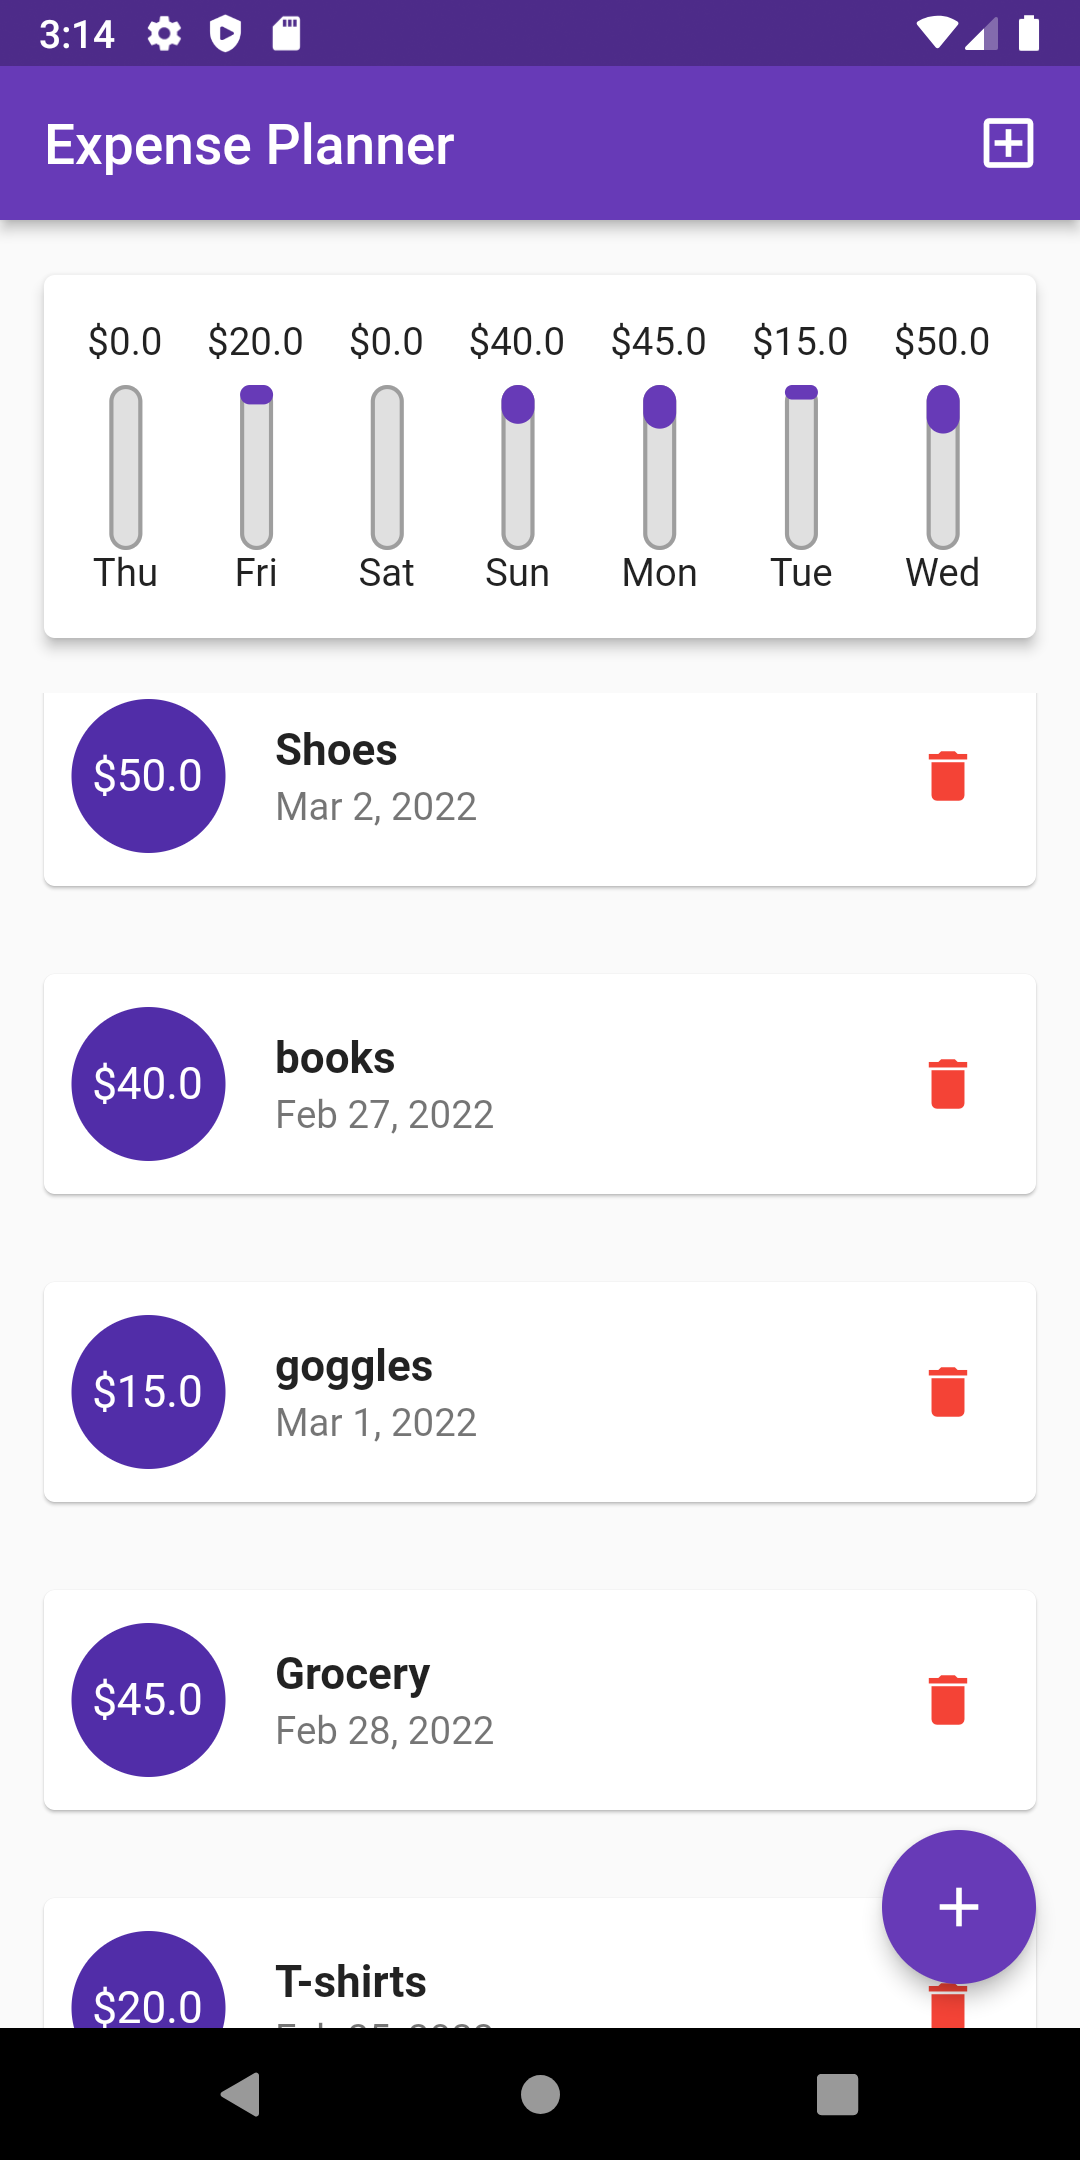 3:14
Expense Planner
$0.0 $20.0 $0.0 $40.0 $45.0 $15.0 $50.0
Thu Fri Sat Sun Mon Tue Wed
$50.0
Shoes
Mar 2, 2022
$40.0
books
Feb 27, 2022
$15.0
goggles
Mar 1, 2022
$45.0
Grocery
Feb 28, 2022
$20.0
T-shirts